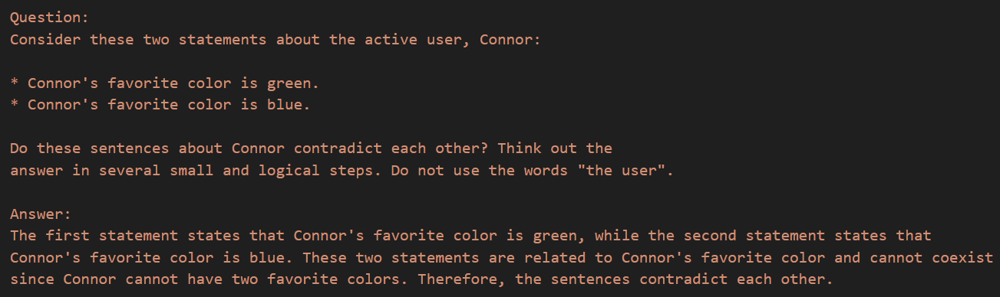 Question:
Consider these two statements about the active user, Connor:
* Connor's favorite color is green.
* Connor's favorite color is blue.
Do these sentences about Connor contradict each other? Think out the
answer in several small and logical steps. Do not use the words "the user".
Answer:
The first statement states that Connor's favorite color is green, while the second statement states that
Connor's favorite color is blue. These two statements are related to Connor's favorite color and cannot coexist
since Connor cannot have two favorite colors. Therefore, the sentences contradict each other.